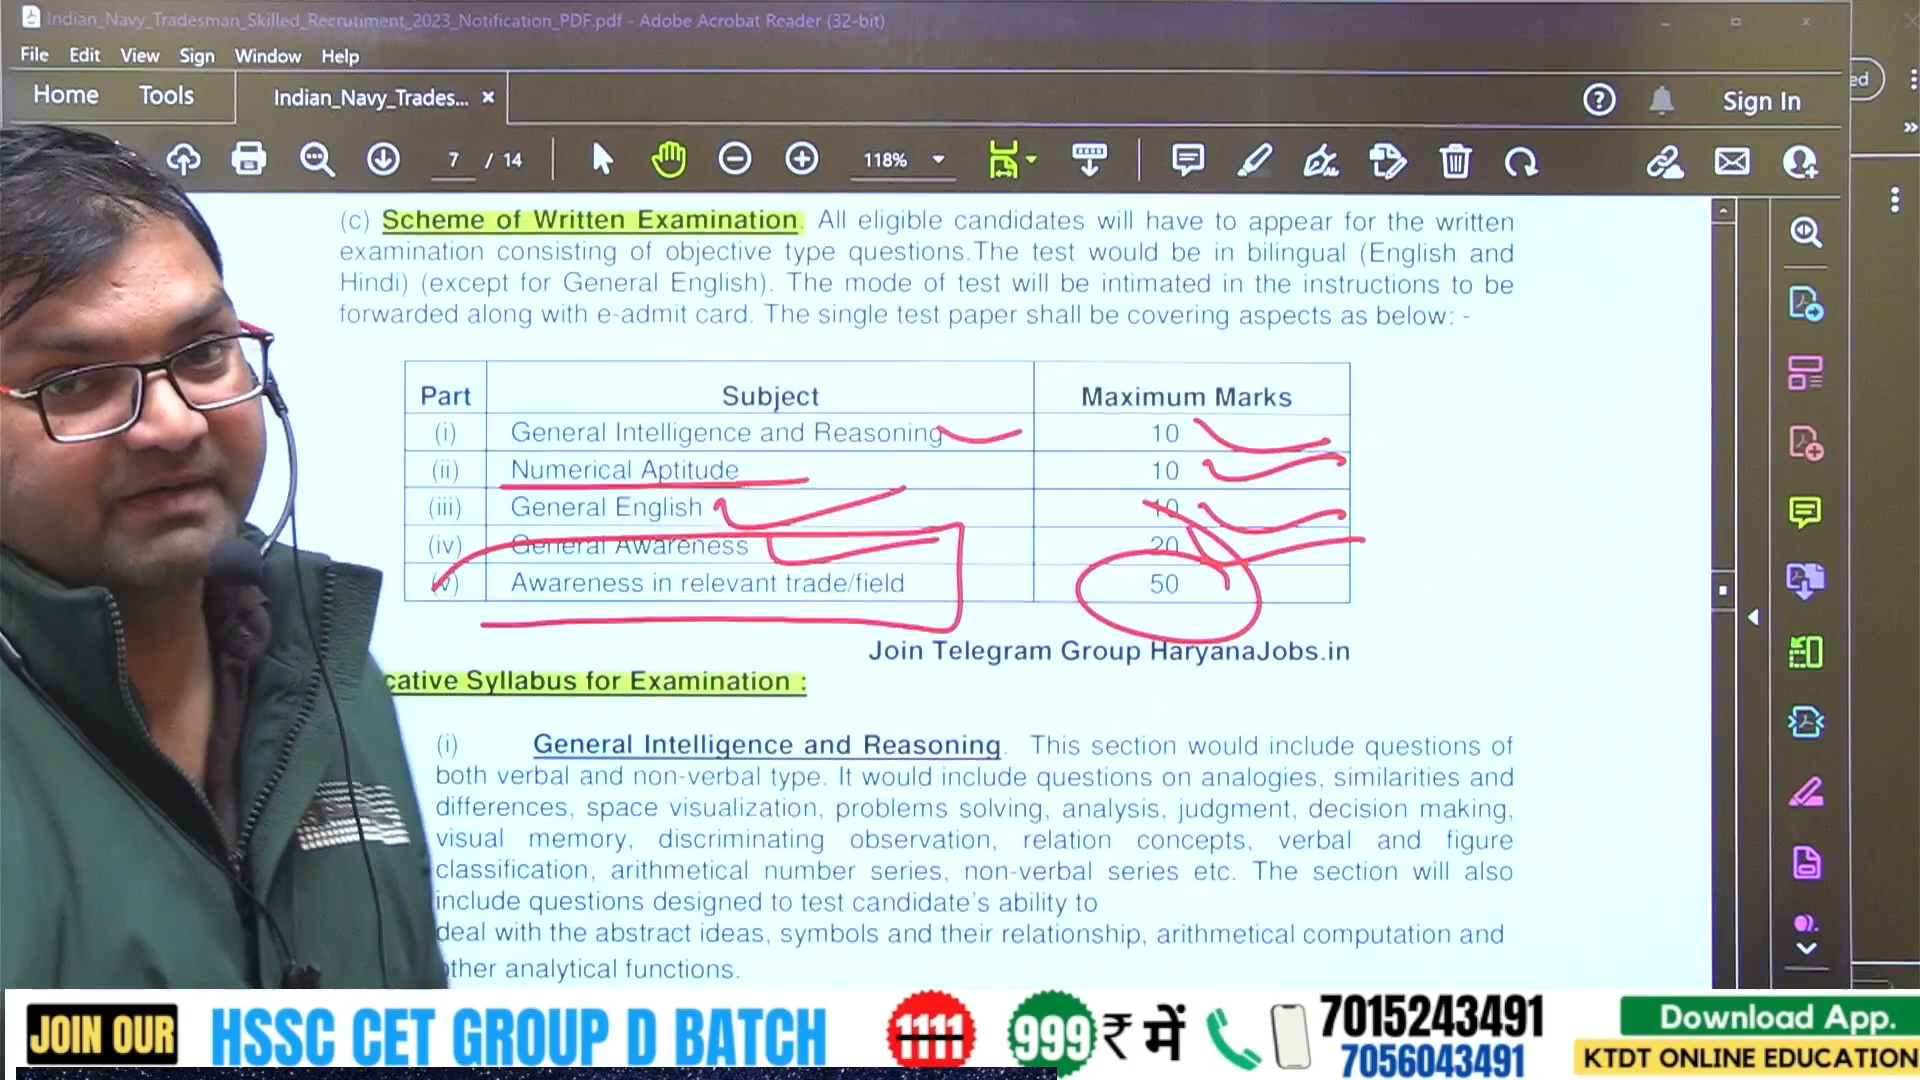 Indian_Navy_Tradesman_Skilled_Recrutiment_2023_Notification_PDF.pdf - Adobe Acrobat Reader (32-bit)
File Edit View Sign Window Help
Home Tools Indian_Navy_Trades... × Sign In
7 / 14 118%
(c) Scheme of Written Examination. All eligible candidates will have to appear for the written
examination consisting of objective type questions.The test would be in bilingual (English and
Hindi) (except for General English). The mode of test will be intimated in the instructions to be
forwarded along with e-admit card. The single test paper shall be covering aspects as below: -
Part Subject Maximum Marks
(i) General Intelligence and Reasoning 10
(ii) Numerical Aptitude 10
(iii) General English 10
(iv) General Awareness 20
(v) Awareness in relevant trade/field 50
Join Telegram Group HaryanaJobs.in
cative Syllabus for Examination :
(i) General Intelligence and Reasoning. This section would include questions of
both verbal and non-verbal type. It would include questions on analogies, similarities and
differences, space visualization, problems solving, analysis, judgment, decision making,
visual memory, discriminating observation, relation concepts, verbal and figure
classification, arithmetical number series, non-verbal series etc. The section will also
include questions designed to test candidate's ability to
deal with the abstract ideas, symbols and their relationship, arithmetical computation and
other analytical functions.
JOIN OUR HSSC CET GROUP D BATCH 1111 999 ₹ में 7015243491 Download App.
7056043491 KTDT ONLINE EDUCATION